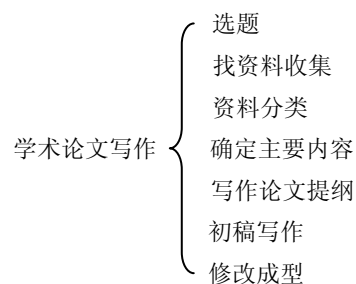 选题
找资料收集
资料分类
学术论文写作
确定主要内容
写作论文提纲
初稿写作
修改成型